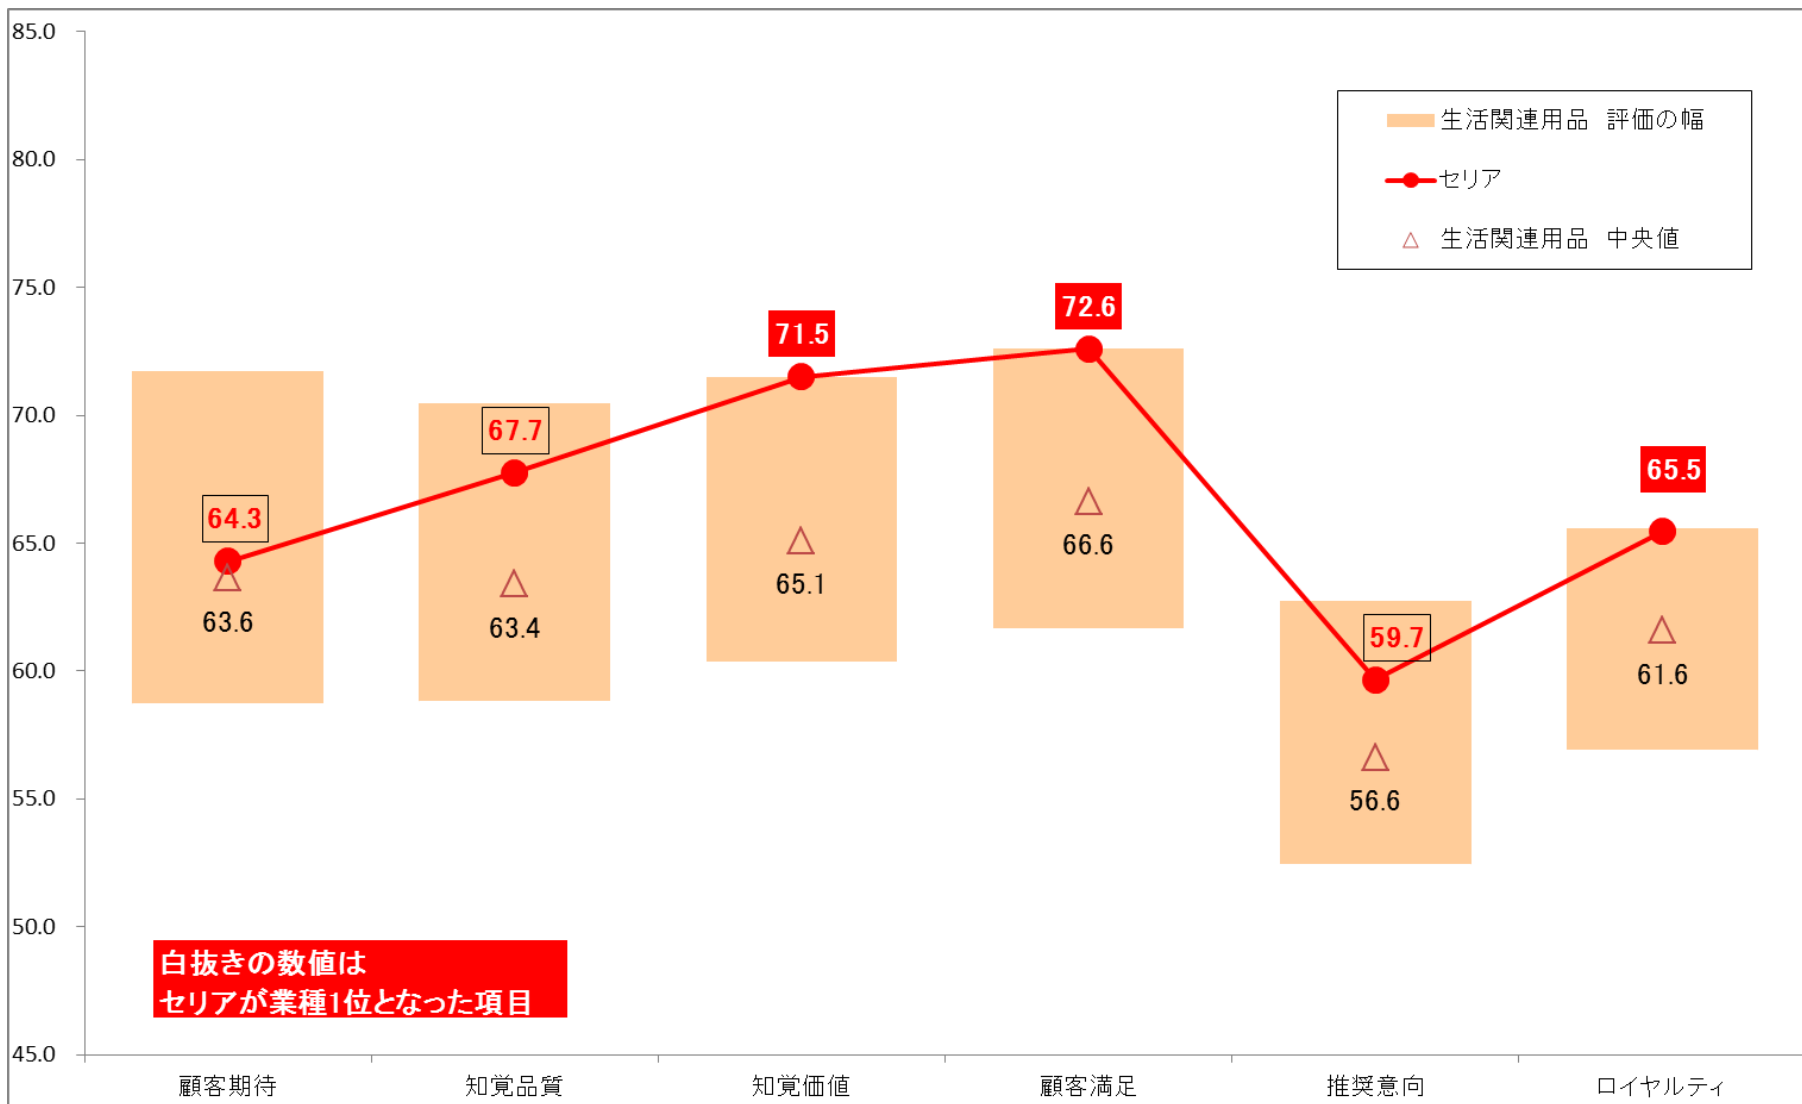 85.0
80.0
75.0
70.0
65.0
60.0
55.0
50.0
45.0
生活関連用品　評価の幅
セリア
生活関連用品　中央値
64.3
67.7
71.5
72.6
59.7
65.5
63.6
63.4
65.1
66.6
56.6
61.6
白抜きの数値は
セリアが業種1位となった項目
顧客期待
知覚品質
知覚価値
顧客満足
推奨意向
ロイヤルティ